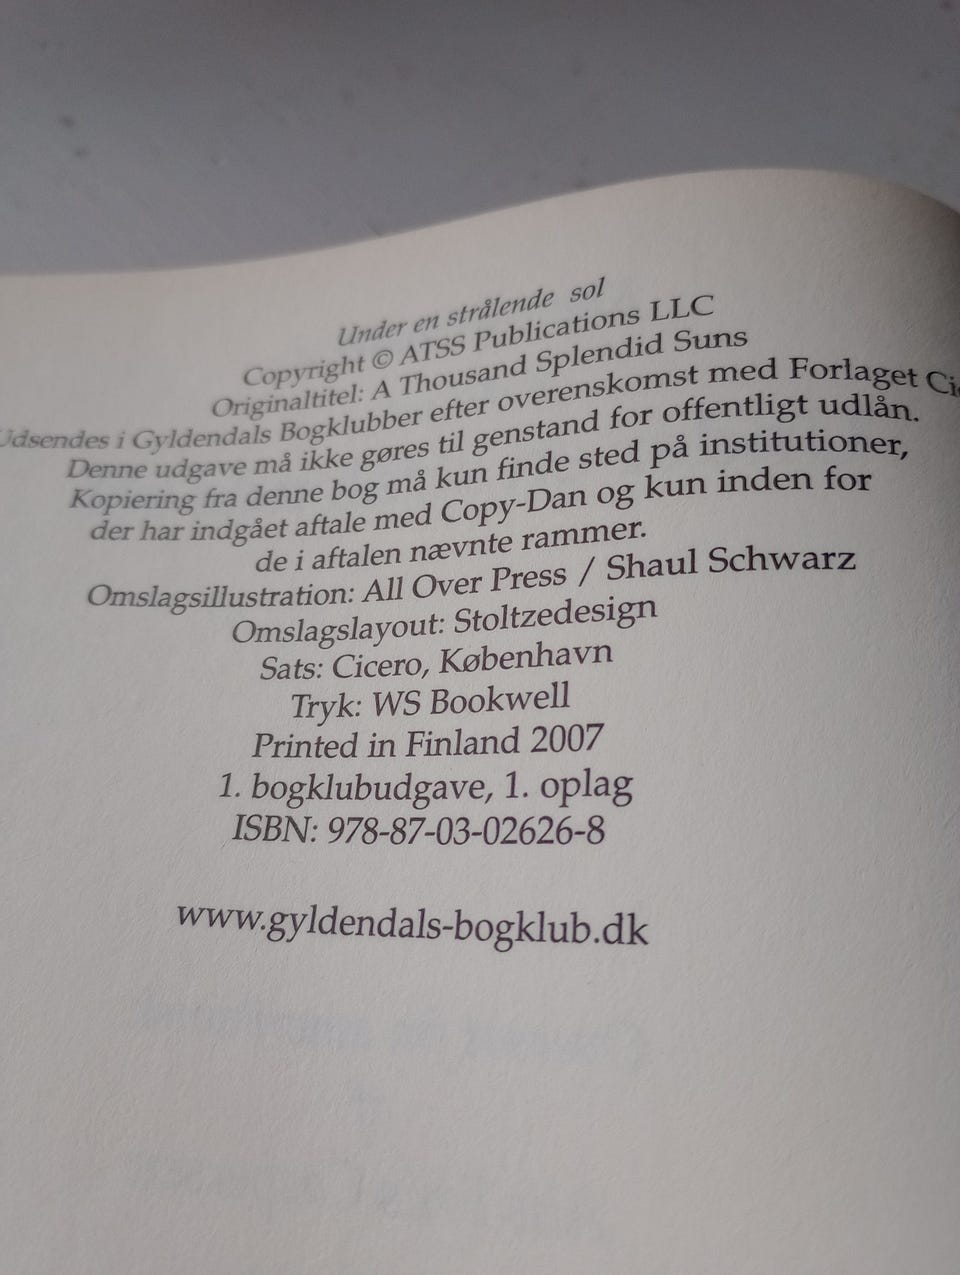 Under en strålende sol
Copyright © ATSS Publications LLC
Originaltitel: A Thousand Splendid Suns
Udsendes i Gyldendals Bogklubber efter overenskomst med Forlaget
Denne udgave må ikke gøres til genstand for offentligt udlån.
Kopiering fra denne bog må kun finde sted på institutioner,
der har indgået aftale med Copy-Dan og kun inden for
de i aftalen nævnte rammer.
Omslagsillustration: All Over Press / Shaul Schwarz
Omslagslayout: Stoltzedesign
Sats: Cicero, København
Tryk: WS Bookwell
Printed in Finland 2007
1. bogklubudgave, 1. oplag
ISBN: 978-87-03-02626-8
www.gyldendals-bogklub.dk